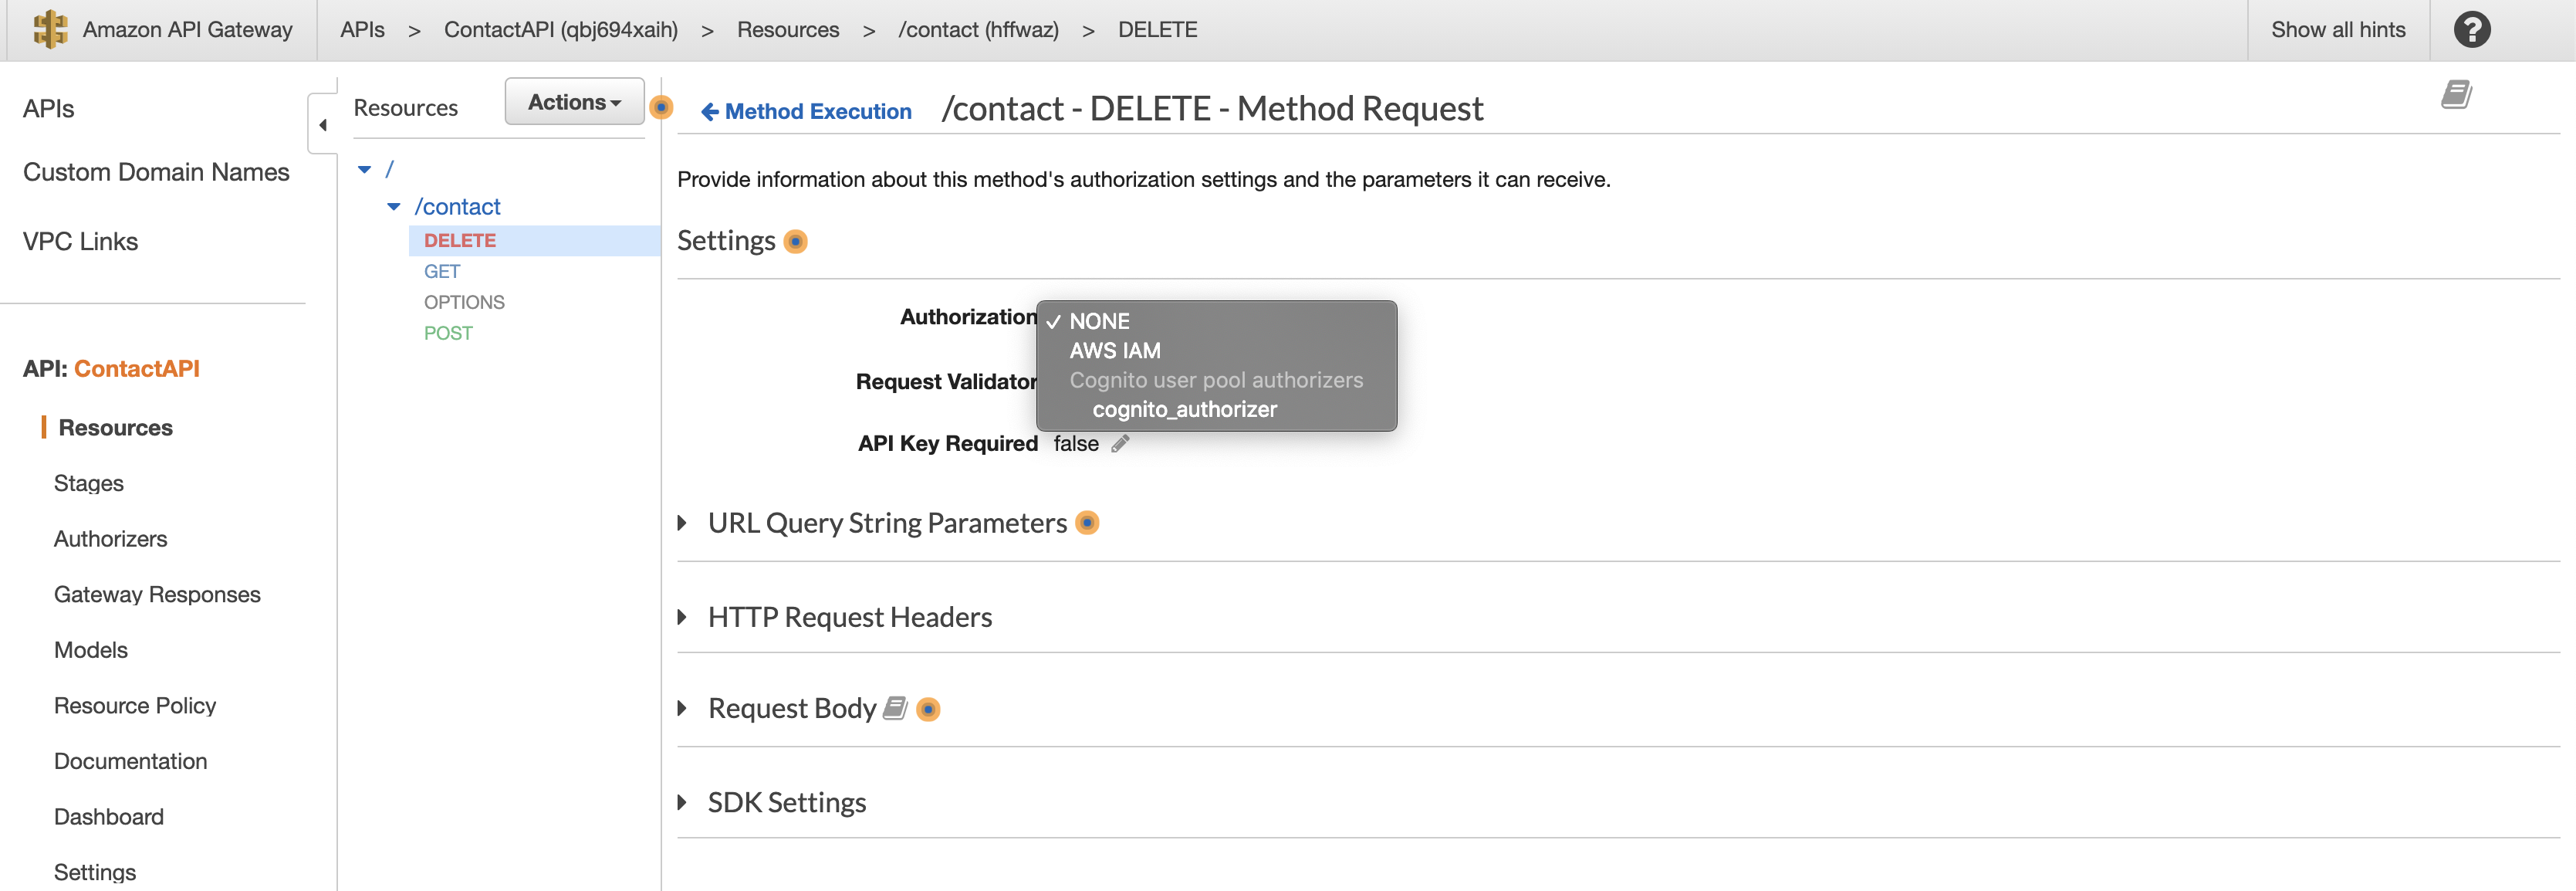 Amazon API Gateway
APIs > ContactAPI (qbj694xaih) > Resources > /contact (hffwaz) > DELETE
Show all hints
?
APIs
Custom Domain Names
VPC Links
API: ContactAPI
Resources
Stages
Authorizers
Gateway Responses
Models
Resource Policy
Documentation
Dashboard
Settings
Resources
Actions
/
/contact
DELETE
GET
OPTIONS
POST
Method Execution
/contact - DELETE - Method Request
Provide information about this method's authorization settings and the parameters it can receive.
Settings
Authorization
✓ NONE
AWS IAM
Cognito user pool authorizers
cognito_authorizer
Request Validator
API Key Required false
URL Query String Parameters
HTTP Request Headers
Request Body
SDK Settings